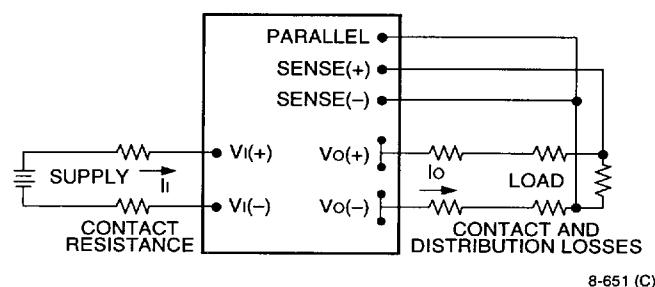 PARALLEL
SENSE(+)
SENSE(–)
VI(+)
VO(+)
SUPPLY
II
IO
LOAD
VI(–)
VO(–)
CONTACT
RESISTANCE
CONTACT AND
DISTRIBUTION LOSSES
8-651 (C)